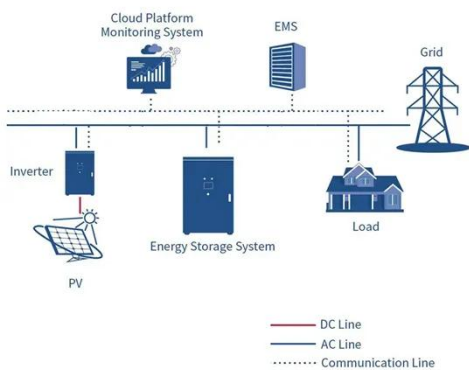 Cloud Platform
Monitoring System
EMS
Grid
Inverter
Energy Storage System
Load
PV
DC Line
AC Line
Communication Line